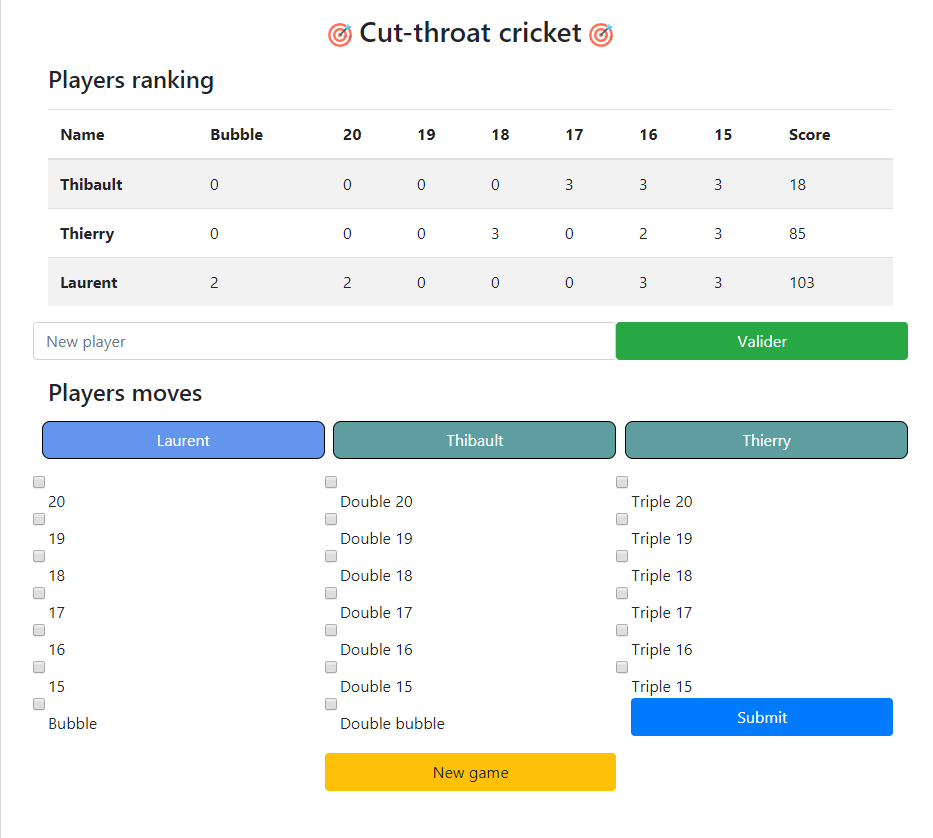 🎯 Cut-throat cricket 🎯
Players ranking
Name Bubble 20 19 18 17 16 15 Score
Thibault 0 0 0 0 3 3 3 18
Thierry 0 0 0 3 0 2 3 85
Laurent 2 2 0 0 0 3 3 103
New player Valider
Players moves
Laurent Thibault Thierry
20 Double 20 Triple 20
19 Double 19 Triple 19
18 Double 18 Triple 18
17 Double 17 Triple 17
16 Double 16 Triple 16
15 Double 15 Triple 15
Bubble Double bubble Submit
New game